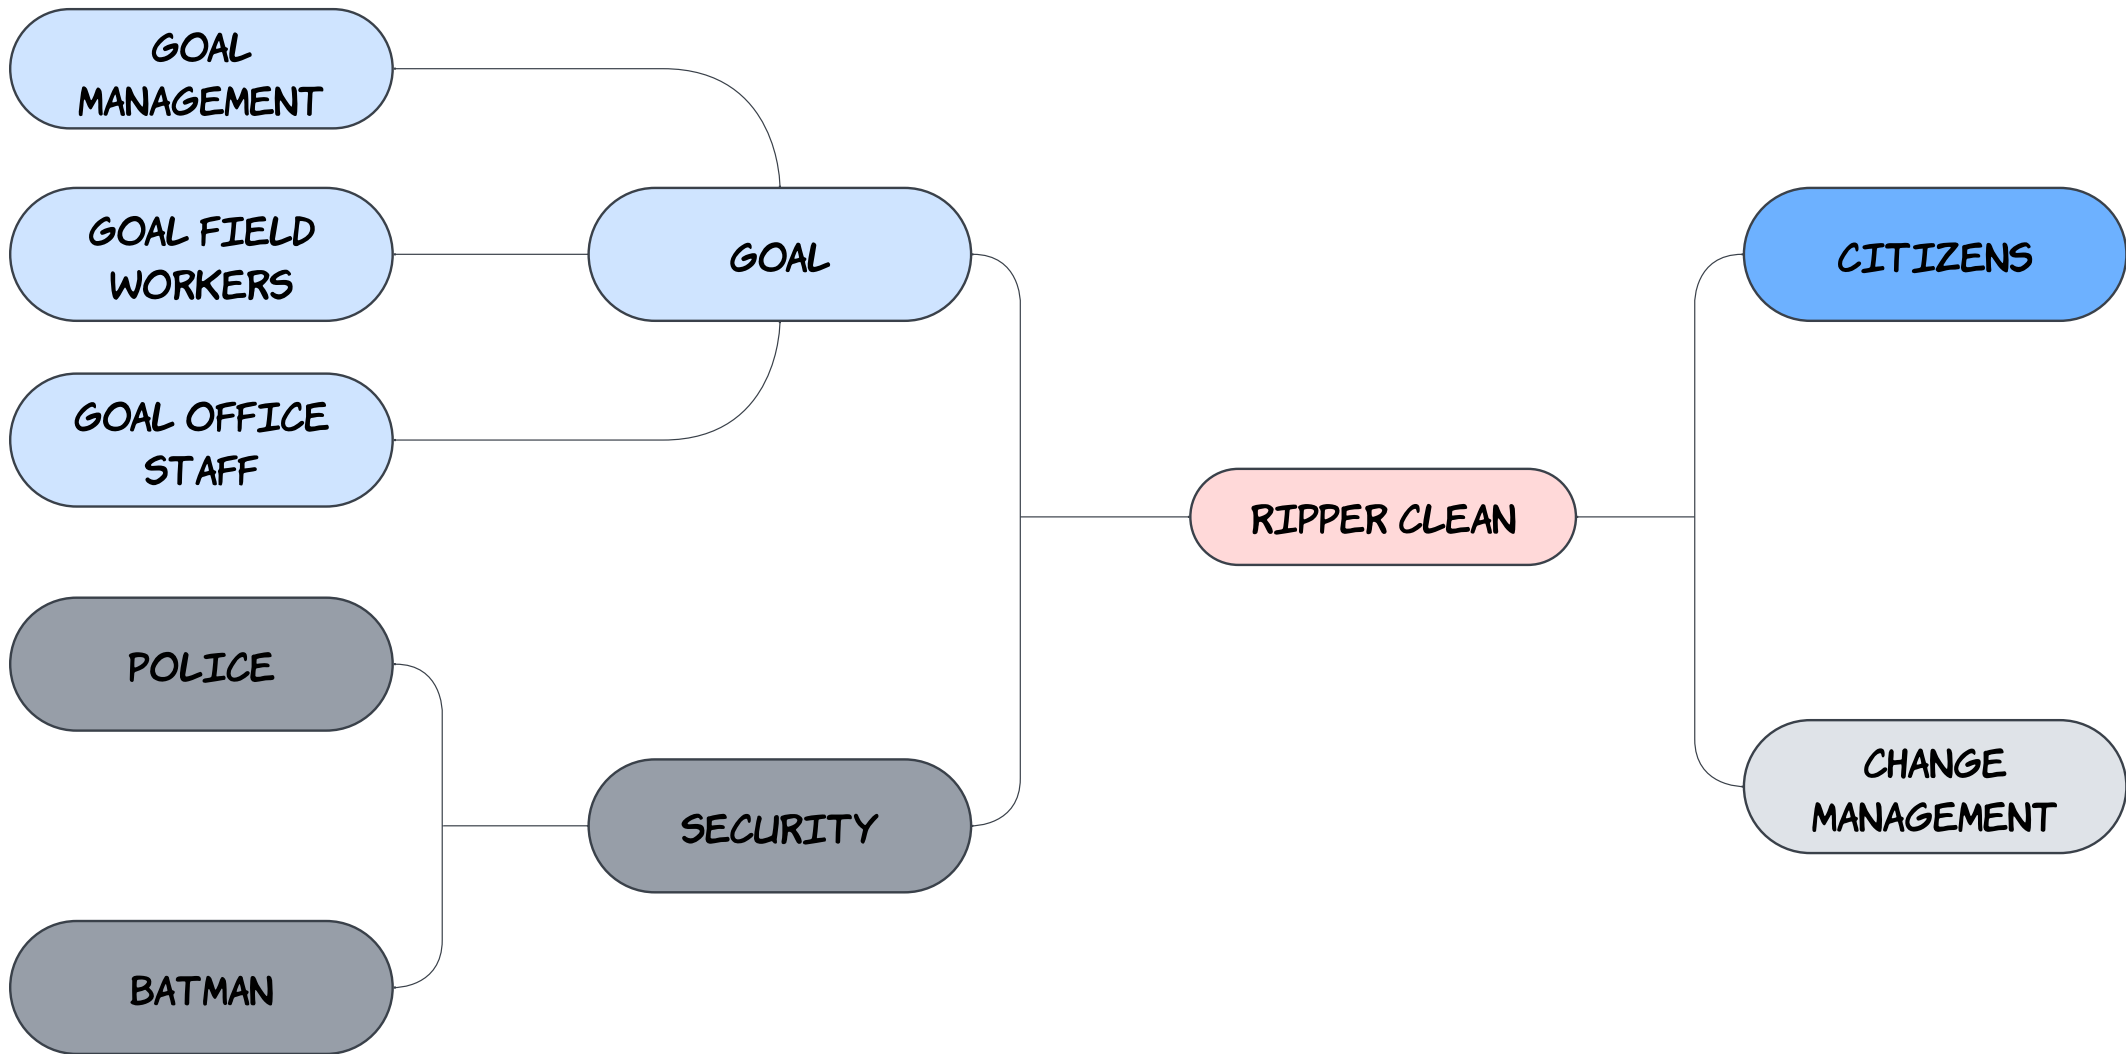 GOAL
MANAGEMENT
GOAL FIELD
WORKERS
GOAL OFFICE
STAFF
POLICE
BATMAN
GOAL
SECURITY
RIPPER CLEAN
CITIZENS
CHANGE
MANAGEMENT